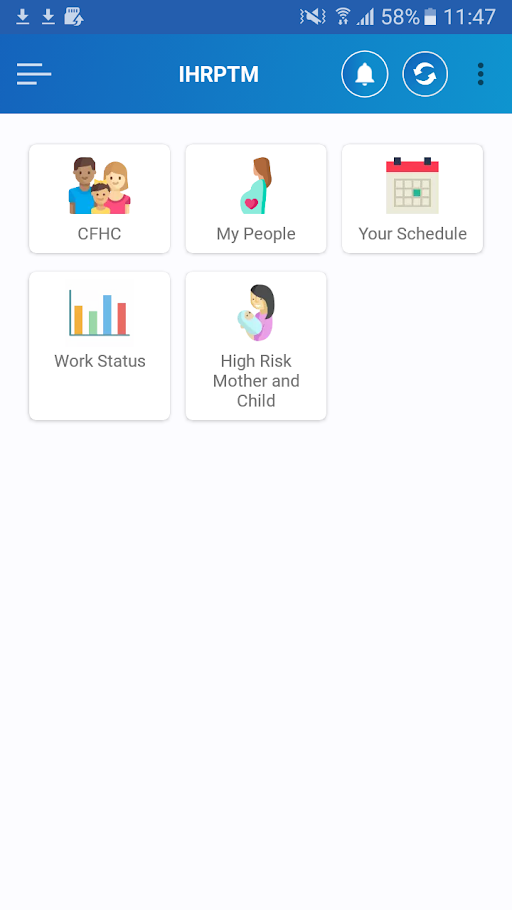 58% 11:47
IHRPTM
CFHC
My People
Your Schedule
Work Status
High Risk
Mother and
Child